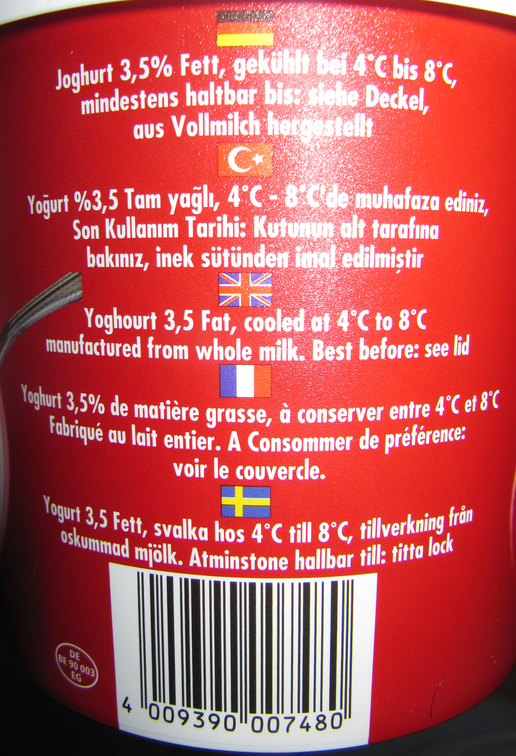 Joghurt 3,5% Fett, gekühlt bei 4°C bis 8°C,
mindestens haltbar bis: siehe Deckel,
aus Vollmilch hergestellt
Yoğurt %3,5 Tam yağlı, 4°C - 8°C'de muhafaza ediniz,
Son Kullanım Tarihi: Kutunun alt tarafına
bakınız, inek sütünden imal edilmiştir
Yoghourt 3,5 Fat, cooled at 4°C to 8°C
manufactured from whole milk. Best before: see lid
Yoghurt 3,5% de matière grasse, à conserver entre 4°C et 8°C
Fabriqué au lait entier. A Consommer de préférence:
voir le couvercle.
Yogurt 3,5 Fett, svalka hos 4°C till 8°C, tillverkning från
oskummad mjölk. Atminstone hallbar till: titta lock
DE
BE 90 003
EG
4 009390 007480